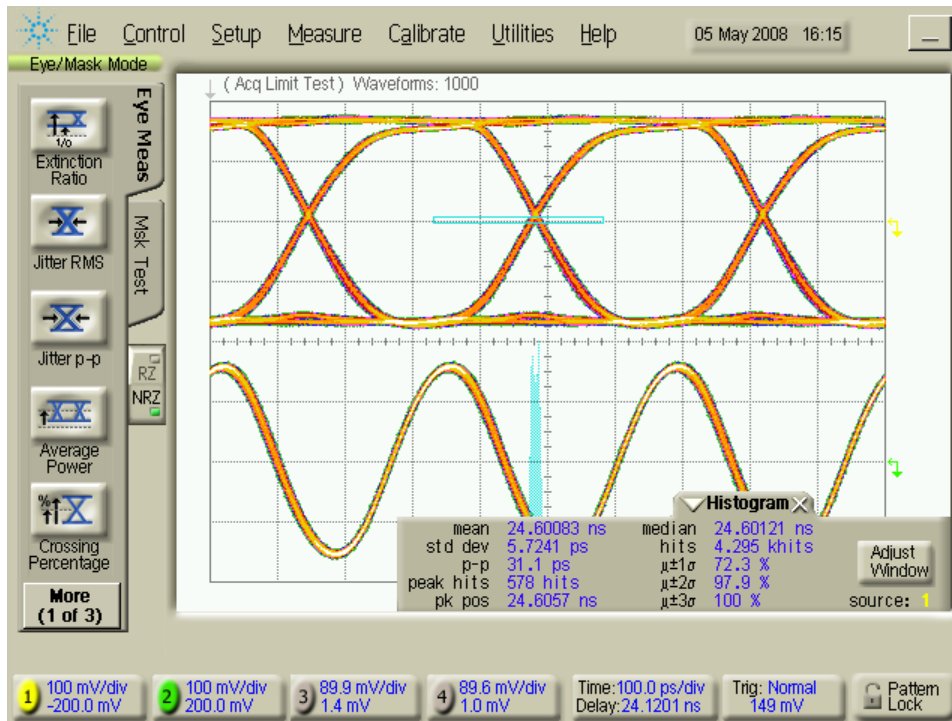 File Control Setup Measure Calibrate Utilities Help 05 May 2008 16:15
Eye/Mask Mode
( Acq Limit Test ) Waveforms: 1000
Eye Meas
Msk Test
1/0
Extinction
Ratio
Jitter RMS
Jitter p-p
RZ
NRZ
Average
Power
%
Crossing
Percentage
More
(1 of 3)
Histogram
mean 24.60083 ns median 24.60121 ns
std dev 5.7241 ps hits 4.295 khits
p-p 31.1 ps µ±1σ 72.3 %
peak hits 578 hits µ±2σ 97.9 %
pk pos 24.6057 ns µ±3σ 100 %
Adjust
Window
source: 1
1 100 mV/div
-200.0 mV
2 100 mV/div
200.0 mV
3 89.9 mV/div
1.4 mV
4 89.6 mV/div
1.0 mV
Time:100.0 ps/div
Delay:24.1201 ns
Trig: Normal
149 mV
Pattern
Lock